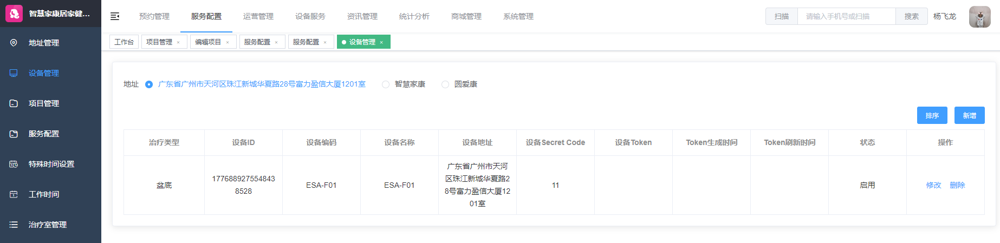 智慧家康居家健...
预约管理 服务配置 运营管理 设备服务 资讯管理 统计分析 商城管理 系统管理 扫描 请输入手机号或扫描 搜索 杨飞龙
工作台 项目管理 × 编辑项目 × 服务配置 × 服务配置 × 设备管理 ×
地址管理
设备管理
项目管理
服务配置
特殊时间设置
工作时间
治疗室管理
地址 广东省广州市天河区珠江新城华夏路28号富力盈信大厦1201室 智慧家康 圆爱康
排序 新增
治疗类型 设备ID 设备编码 设备名称 设备地址 设备Secret Code 设备Token Token生成时间 Token刷新时间 状态 操作
盆底
177688927554843
8528
ESA-F01
ESA-F01
广东省广州市天河
区珠江新城华夏路2
8号富力盈信大厦12
01室
11
启用
修改 删除